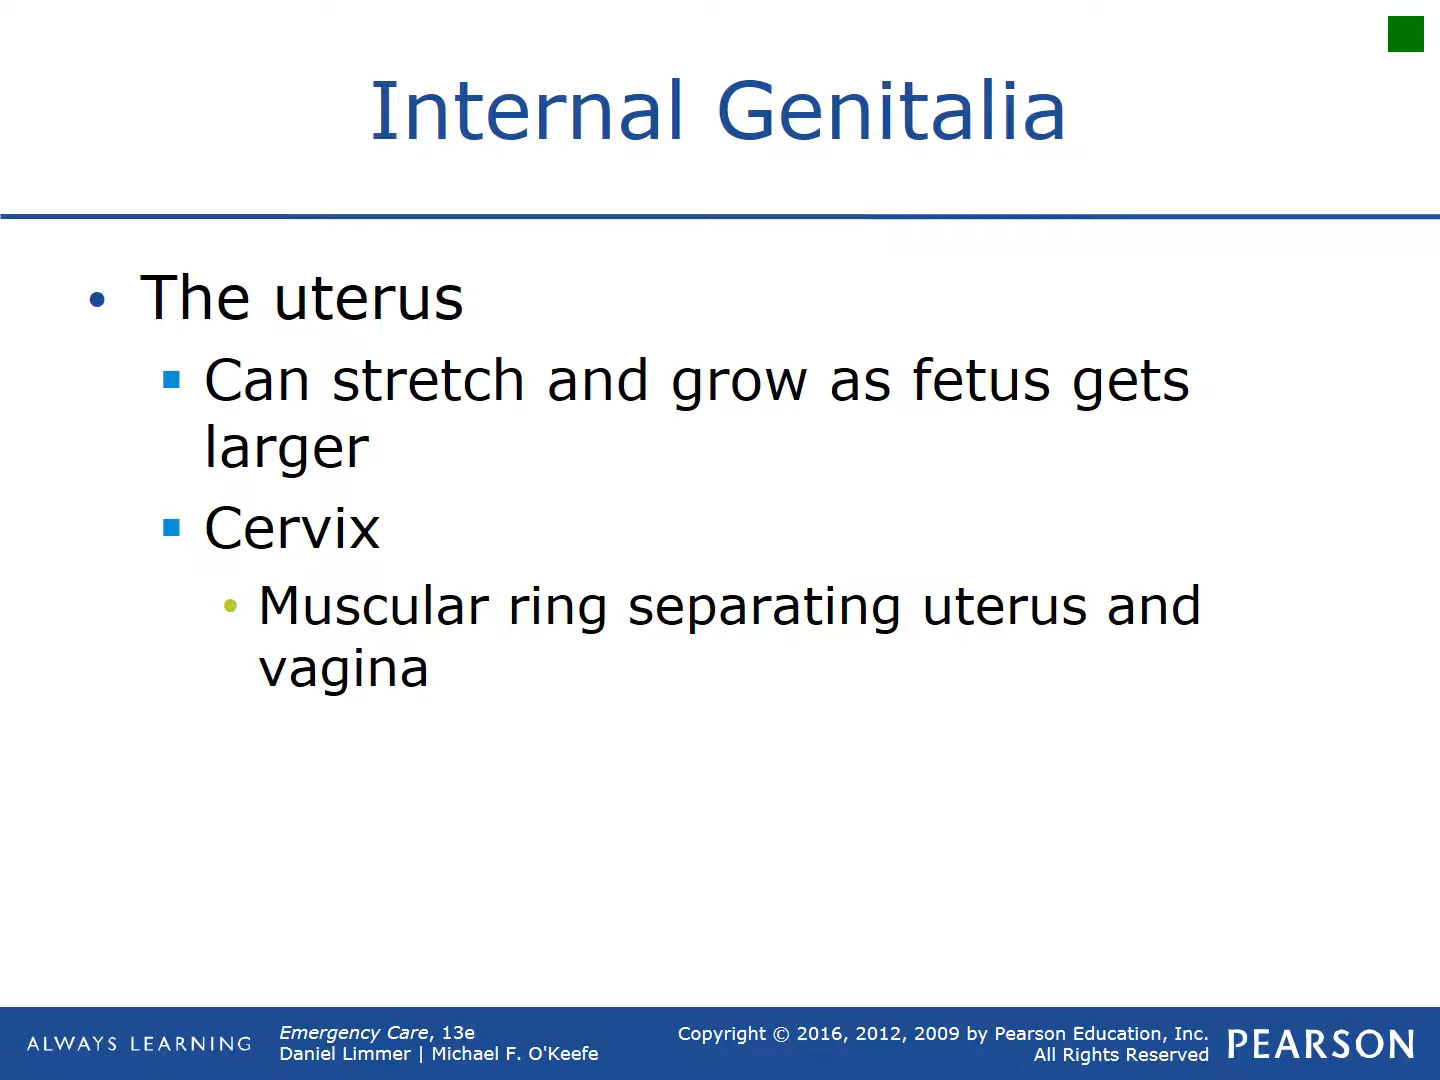 Internal Genitalia
• The uterus
▪ Can stretch and grow as fetus gets
larger
▪ Cervix
• Muscular ring separating uterus and
vagina
ALWAYS LEARNING
Emergency Care, 13e
Daniel Limmer | Michael F. O'Keefe
Copyright © 2016, 2012, 2009 by Pearson Education, Inc.
All Rights Reserved
PEARSON